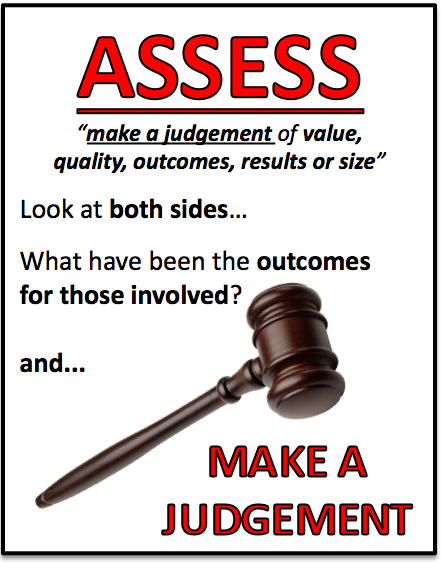 ASSESS
“make a judgement of value,
quality, outcomes, results or size”
Look at both sides…
What have been the outcomes
for those involved?
and...
MAKE A
JUDGEMENT